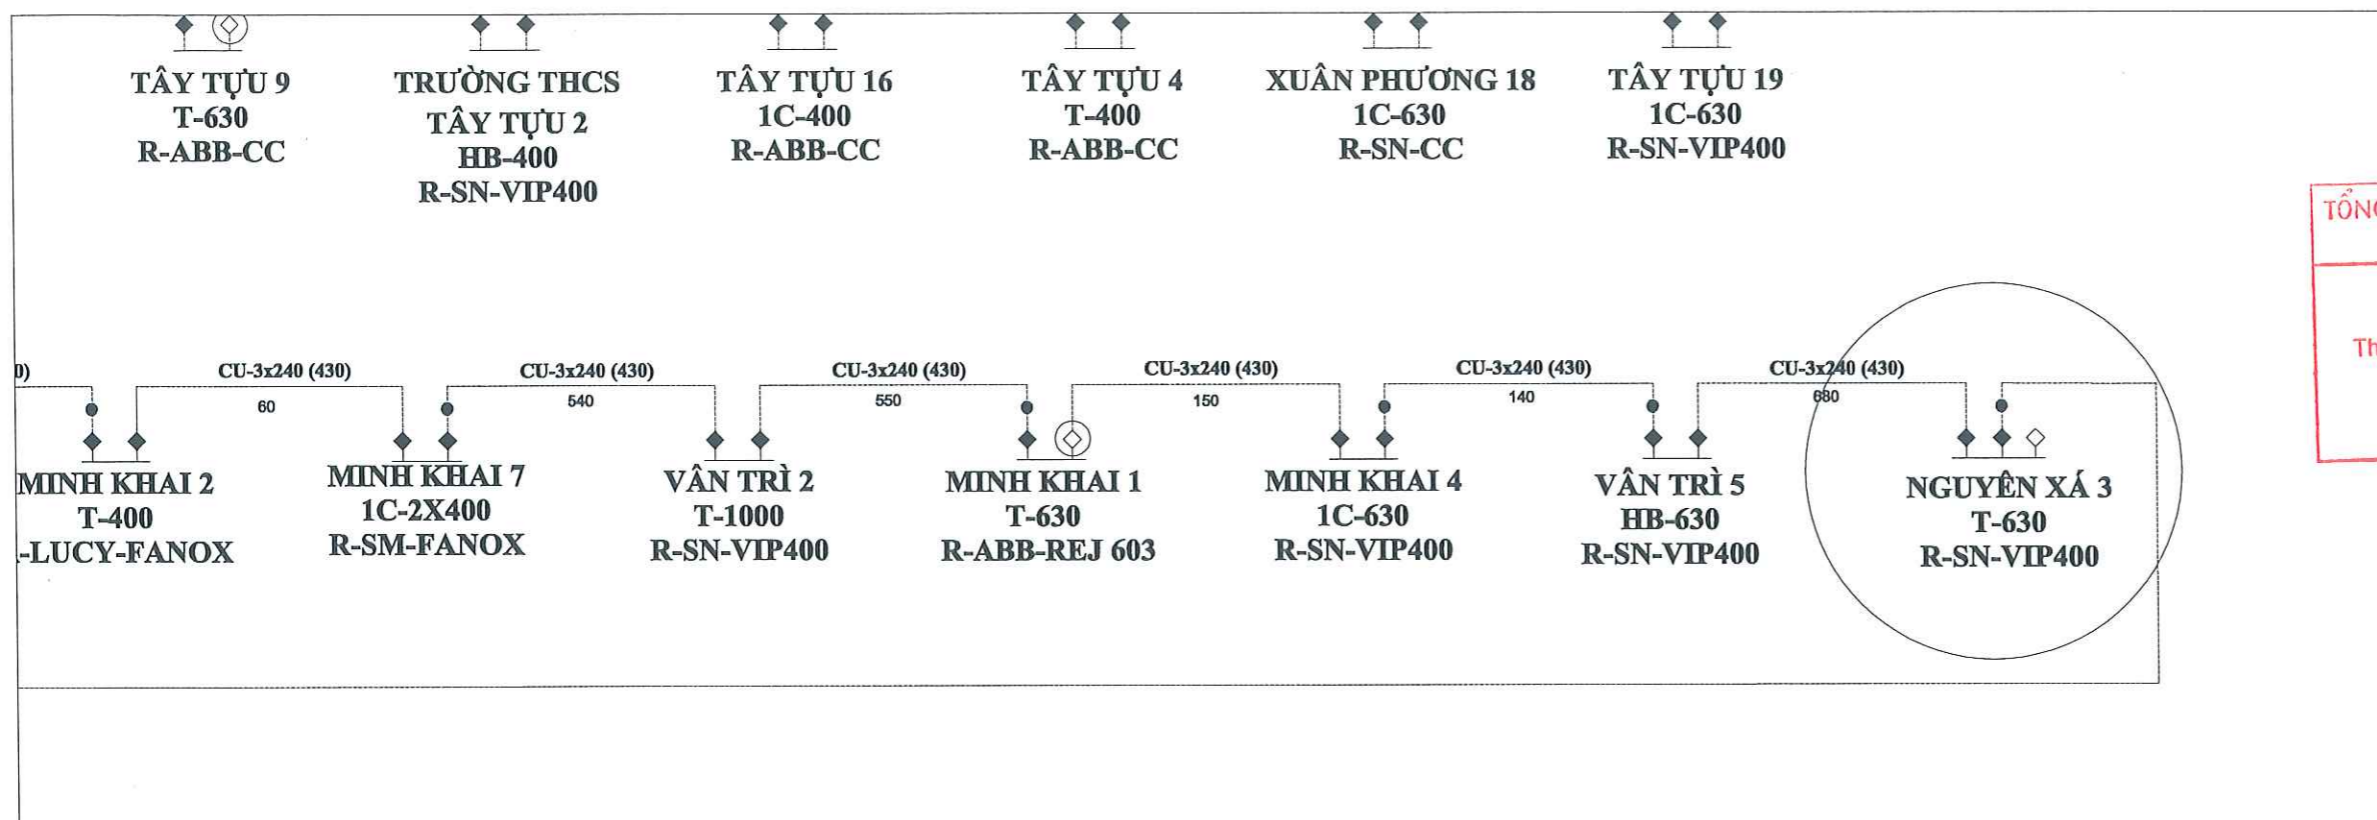 TÂY TỰU 9
T-630
R-ABB-CC
TRƯỜNG THCS
TÂY TỰU 2
HB-400
R-SN-VIP400
TÂY TỰU 16
1C-400
R-ABB-CC
TÂY TỰU 4
T-400
R-ABB-CC
XUÂN PHƯƠNG 18
1C-630
R-SN-CC
TÂY TỰU 19
1C-630
R-SN-VIP400
CU-3x240 (430)
60
CU-3x240 (430)
540
CU-3x240 (430)
550
CU-3x240 (430)
150
CU-3x240 (430)
140
CU-3x240 (430)
680
MINH KHAI 2
T-400
-LUCY-FANOX
MINH KHAI 7
1C-2X400
R-SM-FANOX
VÂN TRÌ 2
T-1000
R-SN-VIP400
MINH KHAI 1
T-630
R-ABB-REJ 603
MINH KHAI 4
1C-630
R-SN-VIP400
VÂN TRÌ 5
HB-630
R-SN-VIP400
NGUYÊN XÁ 3
T-630
R-SN-VIP400